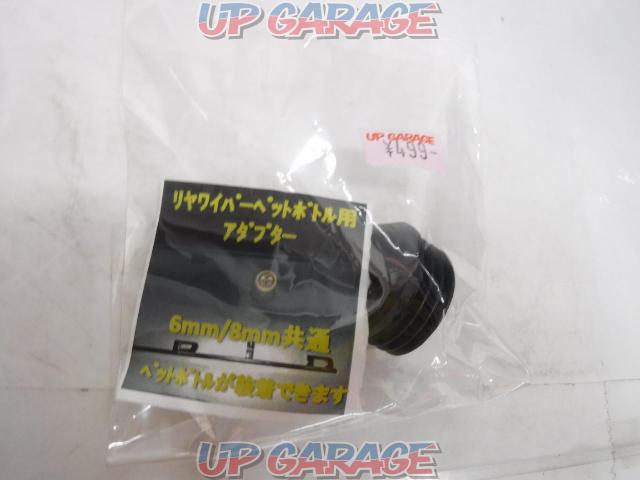 UP GARAGE
UP GARAGE
¥499-
リヤワイパーペットボトル用
アダプター
6mm/8mm共通
ペットボトルが装着できます
UP GARAGE